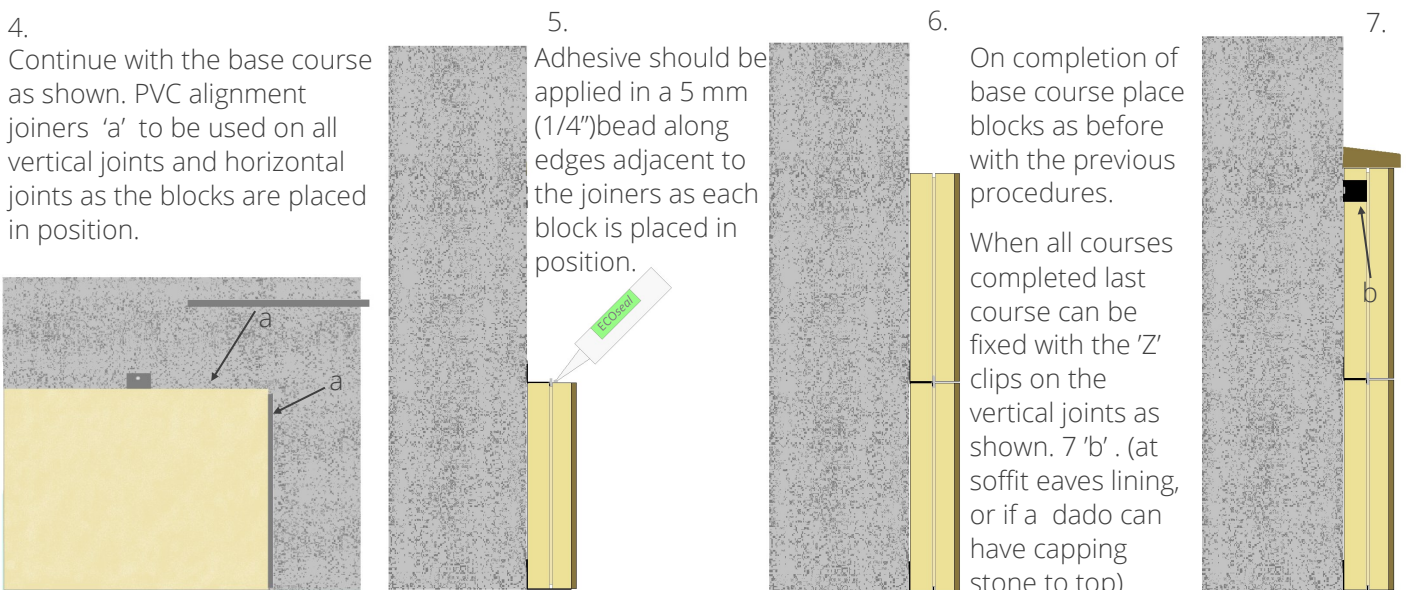 4.
Continue with the base course
as shown. PVC alignment
joiners ‘a’ to be used on all
vertical joints and horizontal
joints as the blocks are placed
in position.
a
a
5.
Adhesive should be
applied in a 5 mm
(1/4”)bead along
edges adjacent to
the joiners as each
block is placed in
position.
ECOseal
6.
On completion of
base course place
blocks as before
with the previous
procedures.
When all courses
completed last
course can be
fixed with the ’Z’
clips on the
vertical joints as
shown. 7 ’b’ . (at
soffit eaves lining,
or if a dado can
have capping
stone to top)
7.
b